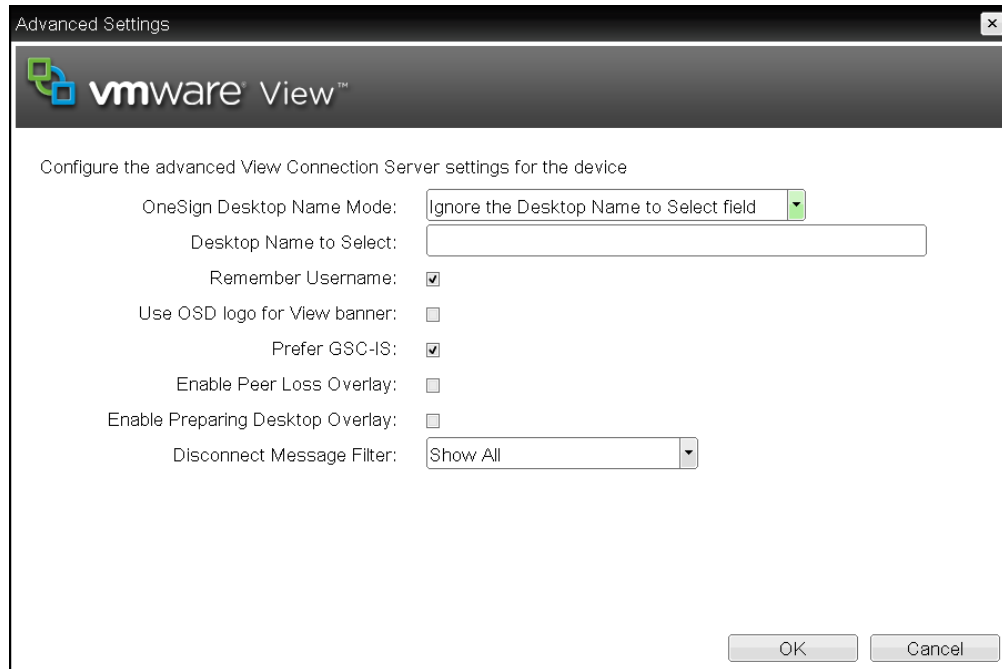 Advanced Settings
vmware® View™
Configure the advanced View Connection Server settings for the device
OneSign Desktop Name Mode: Ignore the Desktop Name to Select field
Desktop Name to Select:
Remember Username:
Use OSD logo for View banner:
Prefer GSC-IS:
Enable Peer Loss Overlay:
Enable Preparing Desktop Overlay:
Disconnect Message Filter: Show All
OK Cancel